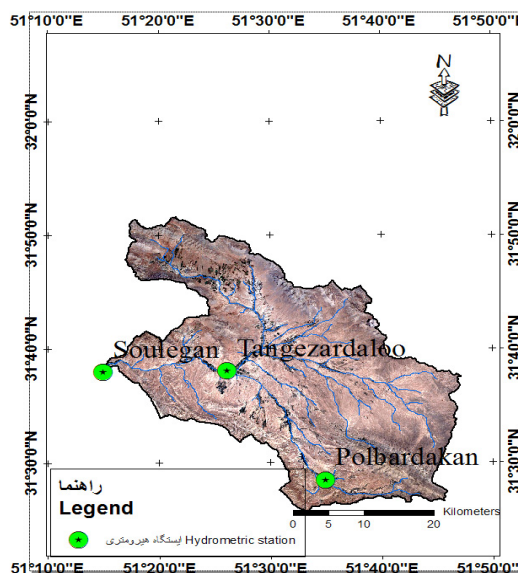 51°10'0"E 51°20'0"E 51°30'0"E 51°40'0"E 51°50'0"E
N
32°0'0"N 32°0'0"N
31°50'0"N 31°50'0"N
31°40'0"N 31°40'0"N
Soulegan Tangezardaloo
Polbardakan
31°30'0"N 31°30'0"N
راهنما
Legend
ایستگاه هیرومتری Hydrometric station
Kilometers
0 5 10 20
51°10'0"E 51°20'0"E 51°30'0"E 51°40'0"E 51°50'0"E